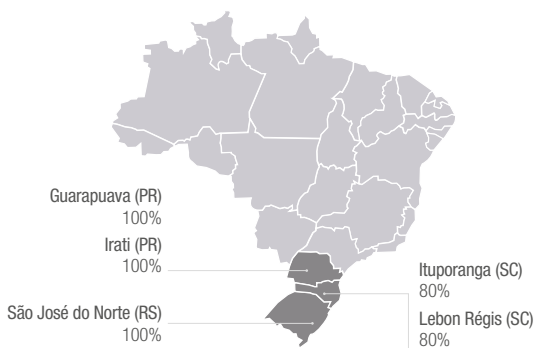 Guarapuava (PR)
100%
Irati (PR)
100%
São José do Norte (RS)
100%
Ituporanga (SC)
80%
Lebon Régis (SC)
80%